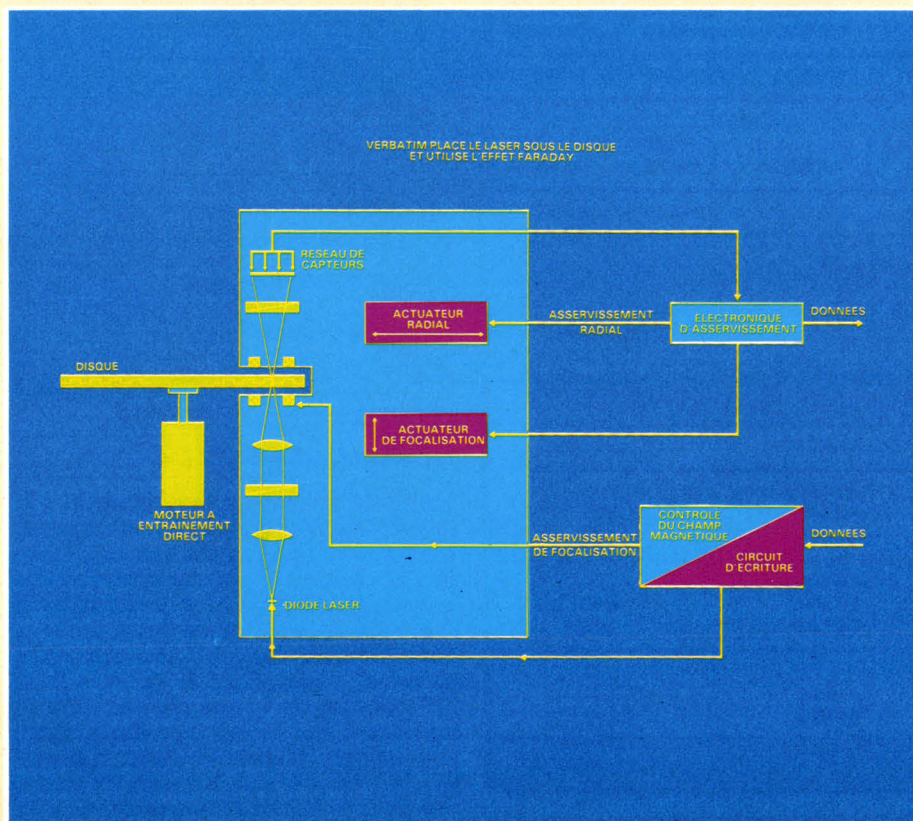 VERBATIM PLACE LE LASER SOUS LE DISQUE
ET UTILISE L'EFFET FARADAY
RESEAU DE
CAPTEURS
ACTUATEUR
RADIAL
ASSERVISSEMENT
RADIAL
ELECTRONIQUE
D'ASSERVISSEMENT
DONNEES
DISQUE
ACTUATEUR
DE FOCALISATION
MOTEUR A
ENTRAINEMENT
DIRECT
ASSERVISSEMENT
DE FOCALISATION
CONTROLE
DU CHAMP
MAGNETIQUE
CIRCUIT
D'ECRITURE
DONNEES
DIODE LASER